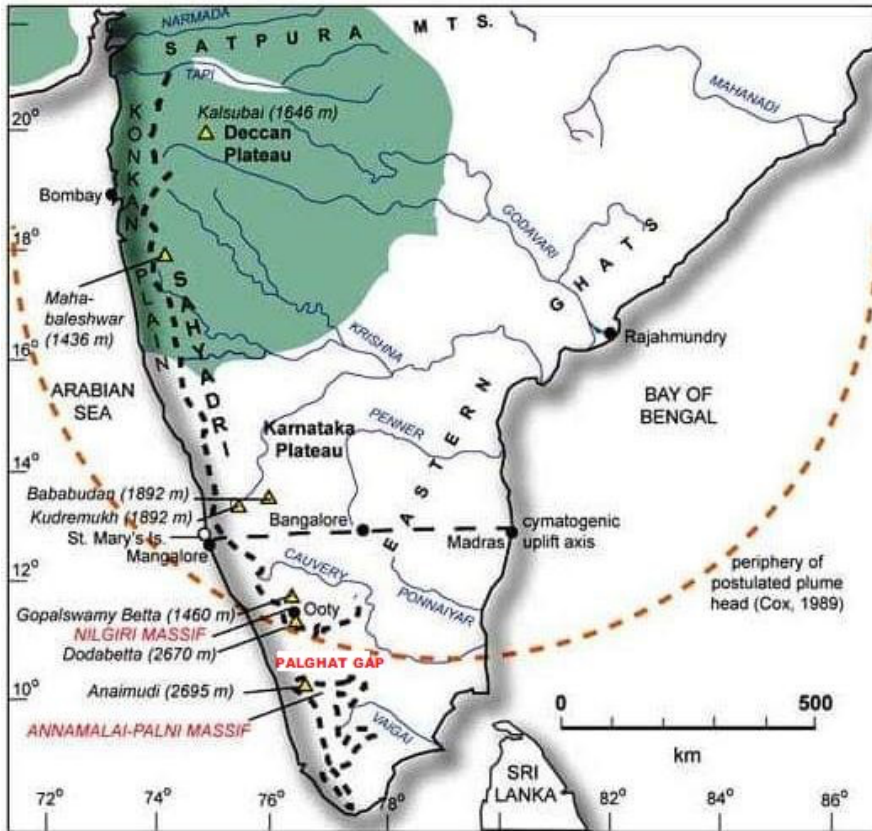 NARMADA
SATPURA MTS.
TAPI
MAHANADI
20°
Kalsubai (1646 m)
Deccan
Plateau
KONKAN PLAIN
Bombay
GODAVARI
18°
Maha-
baleshwar
(1436 m)
SAHYADRI
EASTERN GHATS
KRISHNA
Rajahmundry
16°
ARABIAN
SEA
BAY OF
BENGAL
Karnataka
Plateau
PENNER
14°
Bababudan (1892 m)
Kudremukh (1892 m)
St. Mary's Is.
Mangalore
Bangalore
Madras
cymatogenic
uplift axis
12°
CAUVERY
PONNAIYAR
periphery of
postulated plume
head (Cox, 1989)
Gopalswamy Betta (1460 m)
Ooty
NILGIRI MASSIF
Dodabetta (2670 m)
PALGHAT GAP
10°
Anaimudi (2695 m)
ANNAMALAI-PALNI MASSIF
VAIGAI
0 500
km
SRI
LANKA
72° 74° 76° 78° 82° 84° 86°